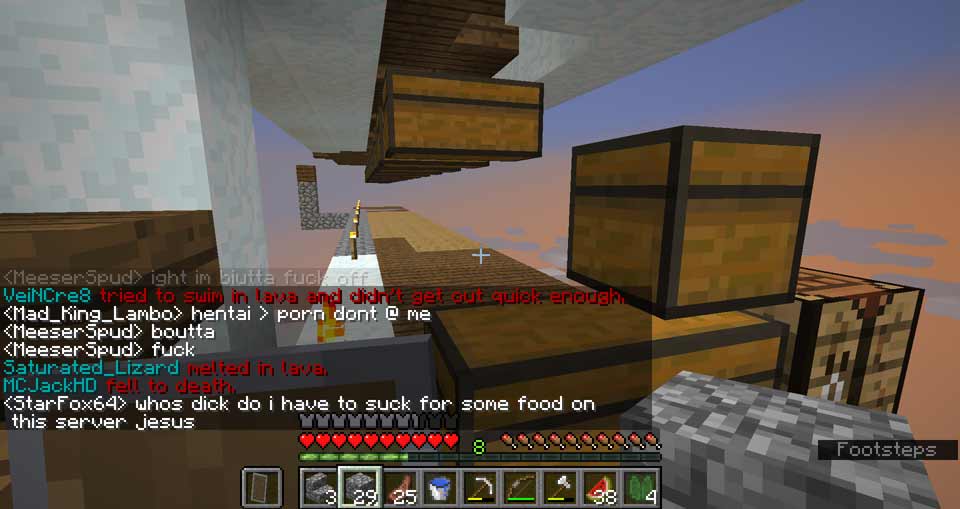 <MeeserSpud> ight im biutta fuck off
VeiNCre8 tried to swim in lava and didn't get out quick enough.
<Mad_King_Lambo> hentai > porn dont @ me
<MeeserSpud> boutta
<MeeserSpud> fuck
Saturated_Lizard melted in lava.
MCJackHD fell to death.
<StarFox64> whos dick do i have to suck for some food on
this server jesus
8
Footsteps
3 29 25 38 4